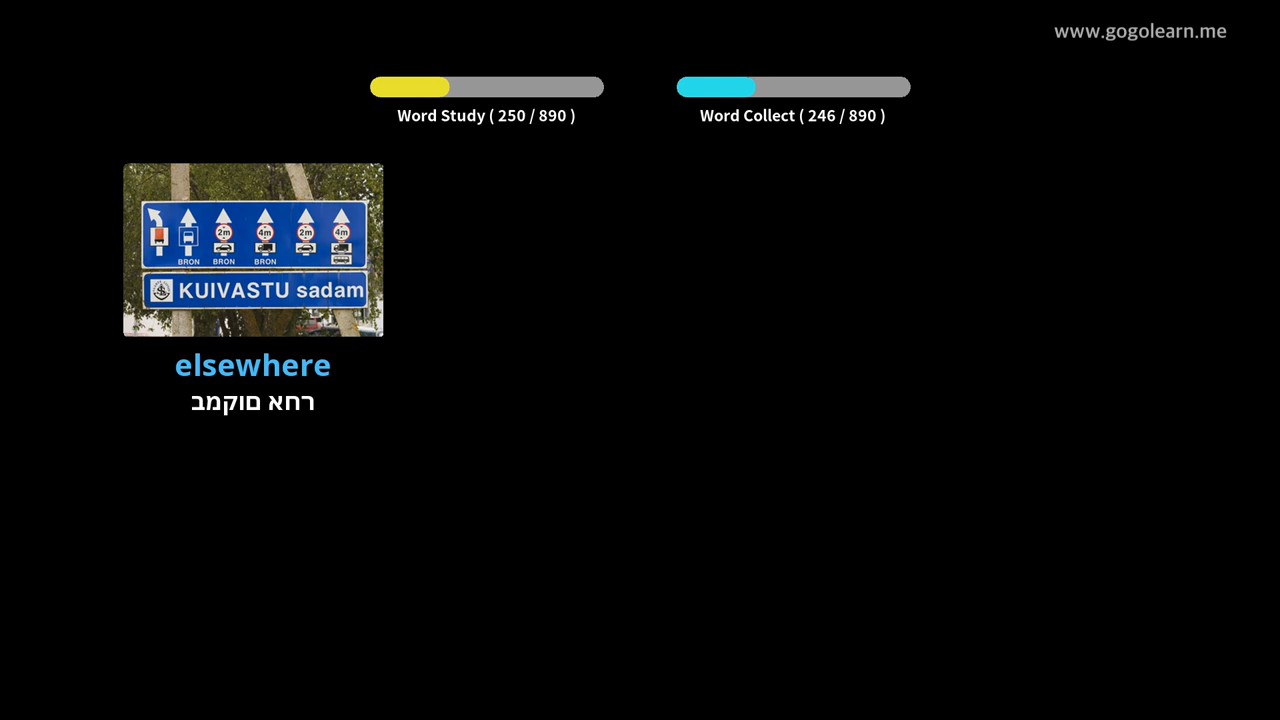 www.gogolearn.me
Word Study ( 250 / 890 )
Word Collect ( 246 / 890 )
2m 4m 2m 4m
BRON BRON BRON
KUIVASTU sadam
elsewhere
רחא םוקמב